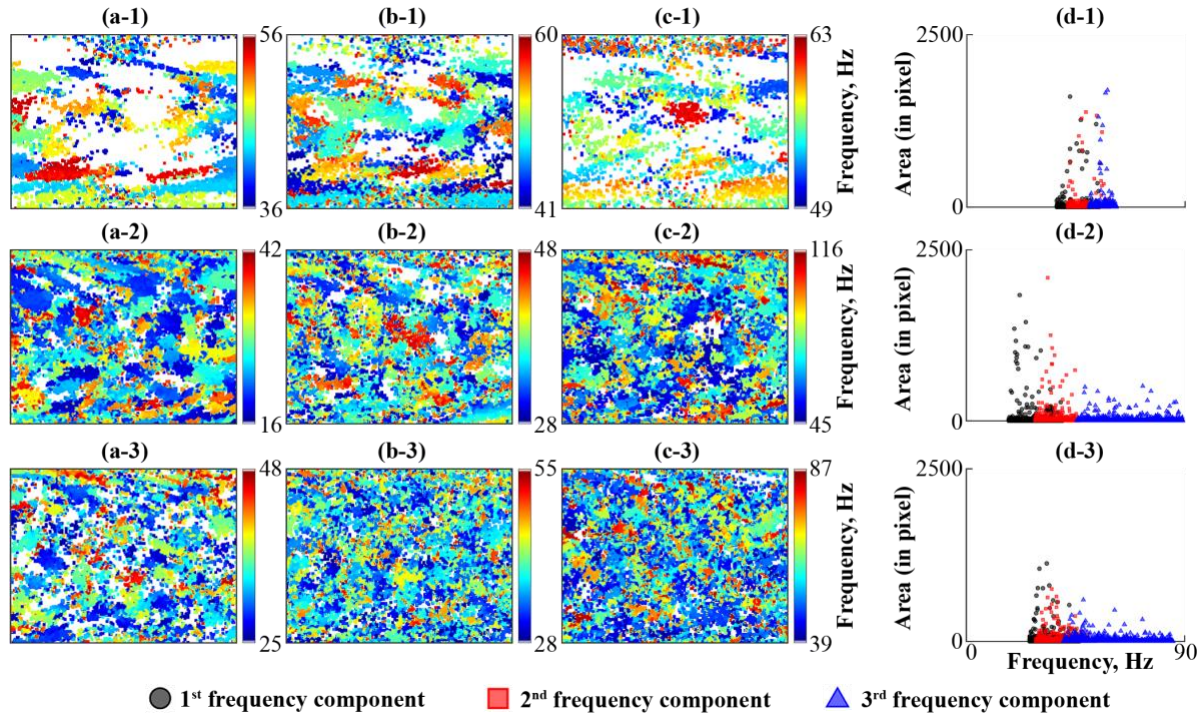 (a-1) (b-1) (c-1) (d-1)
56 60 63 2500
Frequency, Hz Area (in pixel)
36 41 49 0
(a-2) (b-2) (c-2) (d-2)
42 48 116 2500
Frequency, Hz Area (in pixel)
16 28 45 0
(a-3) (b-3) (c-3) (d-3)
48 55 87 2500
Frequency, Hz Area (in pixel)
25 28 39 0
0 Frequency, Hz 90
1st frequency component 2nd frequency component 3rd frequency component